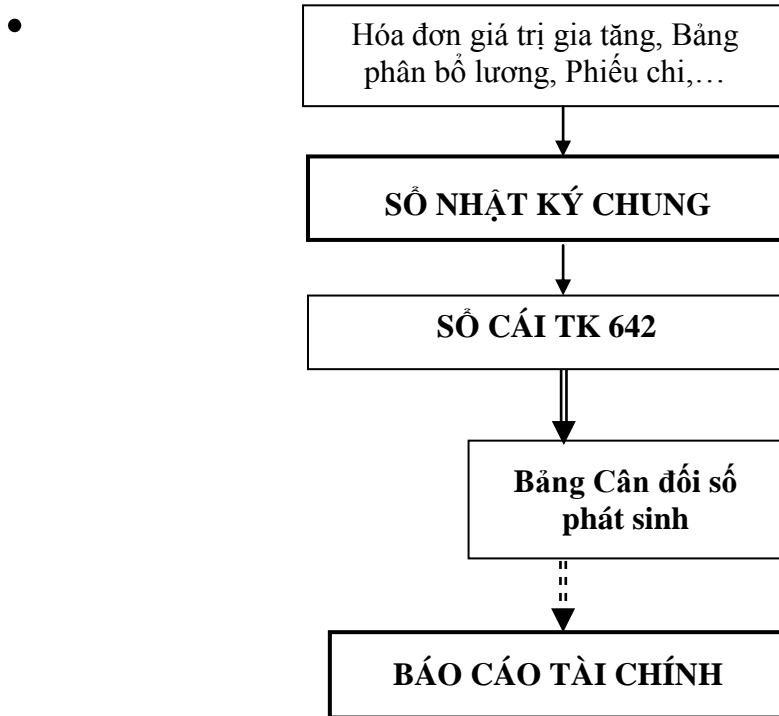 Hóa đơn giá trị gia tăng, Bảng
phân bổ lương, Phiếu chi,…
SỔ NHẬT KÝ CHUNG
SỔ CÁI TK 642
Bảng Cân đối số
phát sinh
BÁO CÁO TÀI CHÍNH